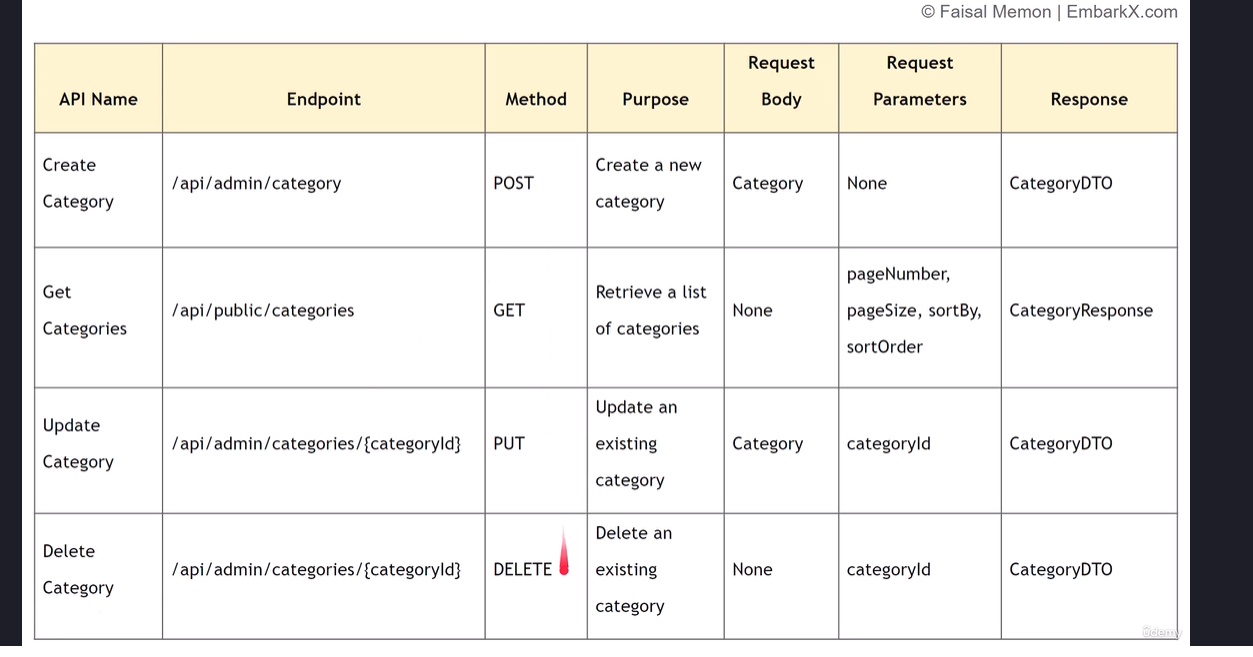 © Faisal Memon | EmbarkX.com
API Name
Endpoint
Method
Purpose
Request
Body
Request
Parameters
Response
Create
Category
/api/admin/category
POST
Create a new
category
Category
None
CategoryDTO
Get
Categories
/api/public/categories
GET
Retrieve a list
of categories
None
pageNumber,
pageSize, sortBy,
sortOrder
CategoryResponse
Update
Category
/api/admin/categories/{categoryId}
PUT
Update an
existing
category
Category
categoryId
CategoryDTO
Delete
Category
/api/admin/categories/{categoryId}
DELETE
Delete an
existing
category
None
categoryId
CategoryDTO
ûdemy